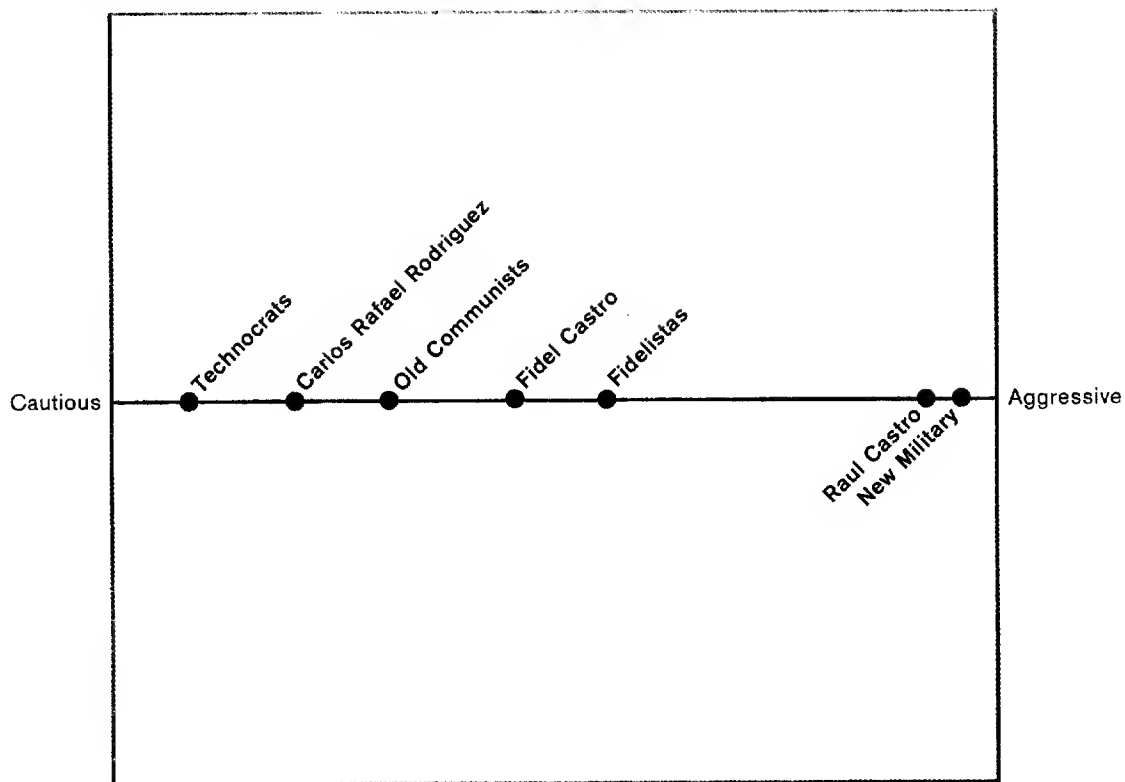 Cautious
Technocrats
Carlos Rafael Rodriguez
Old Communists
Fidel Castro
Fidelistas
Raul Castro
New Military
Aggressive